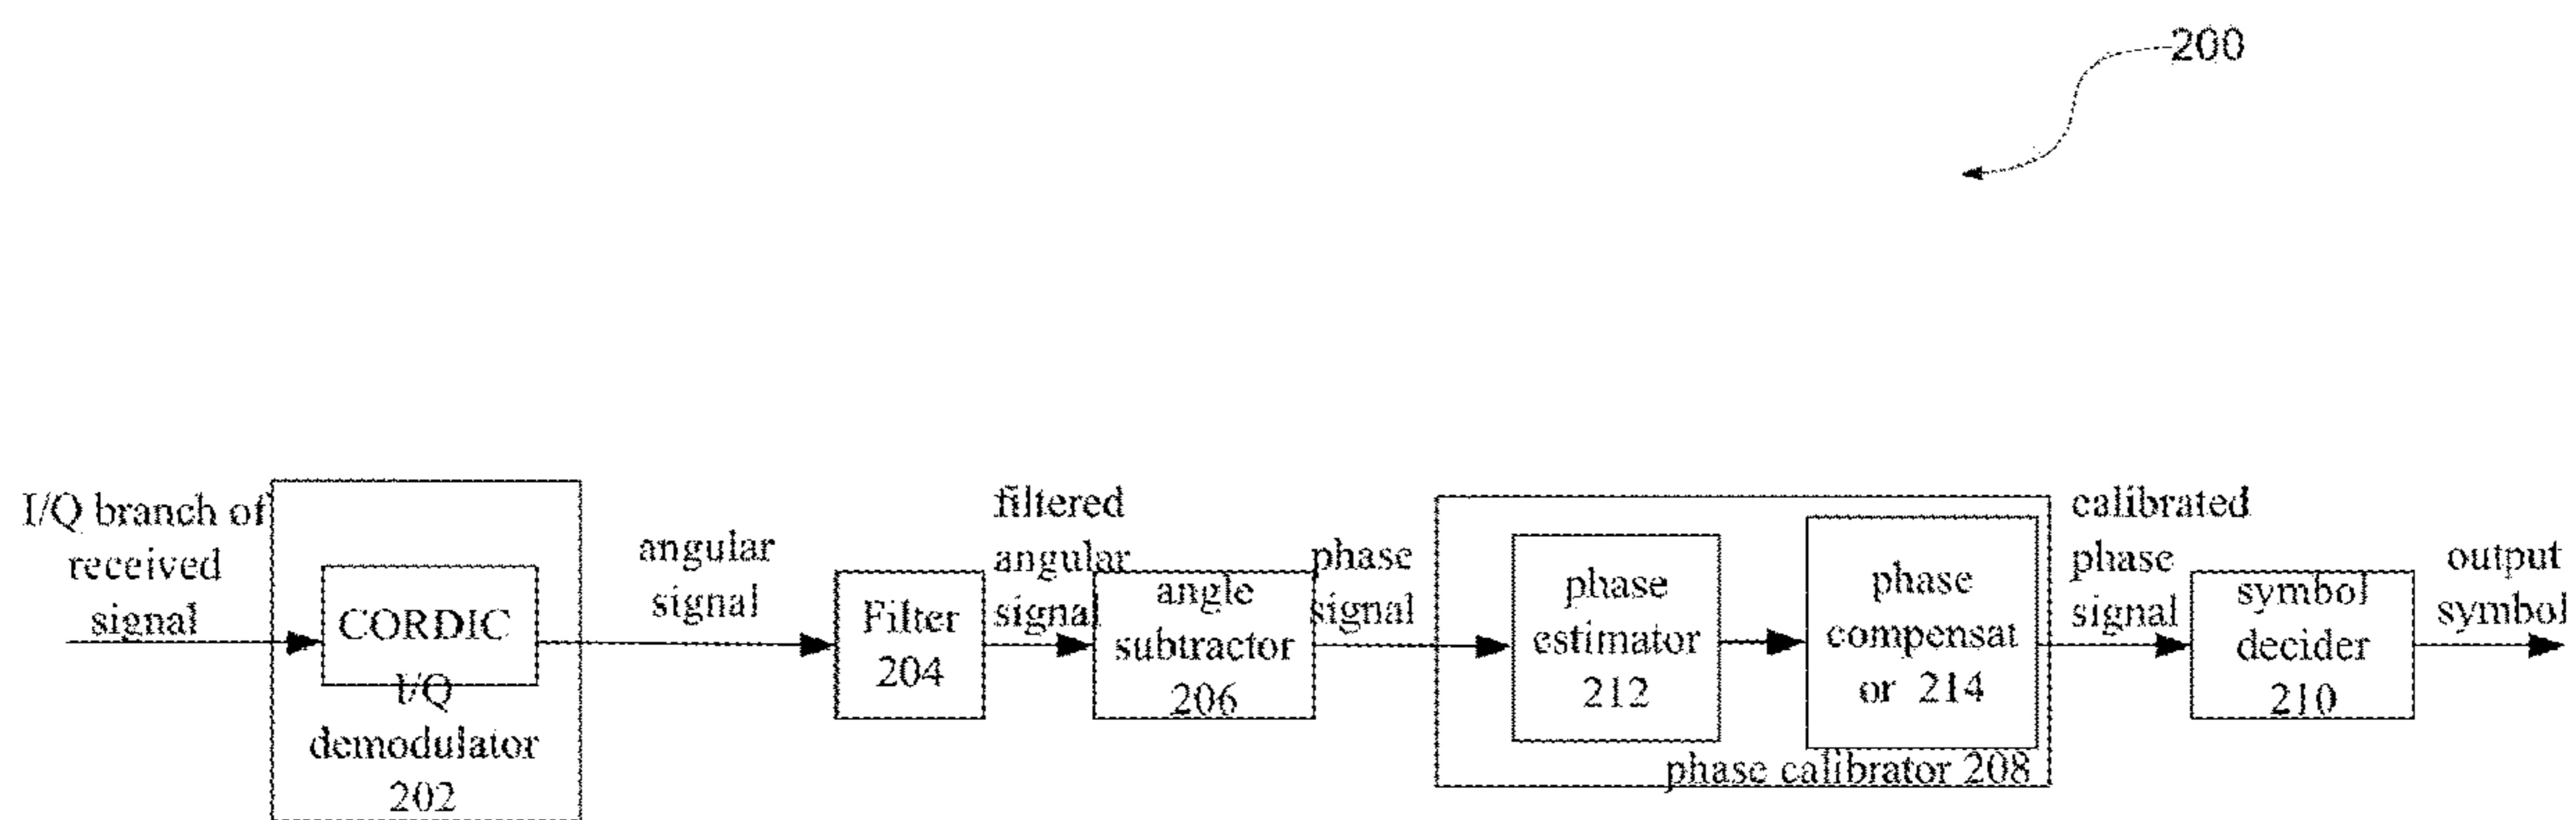 200
I/Q branch of
received
signal
CORDIC
I/Q
demodulator
202
angular
signal
Filter
204
filtered
angular
signal
angle
subtractor
206
phase
signal
phase
estimator
212
phase
compensat
or 214
phase calibrator 208
calibrated
phase
signal
symbol
decider
210
output
symbol